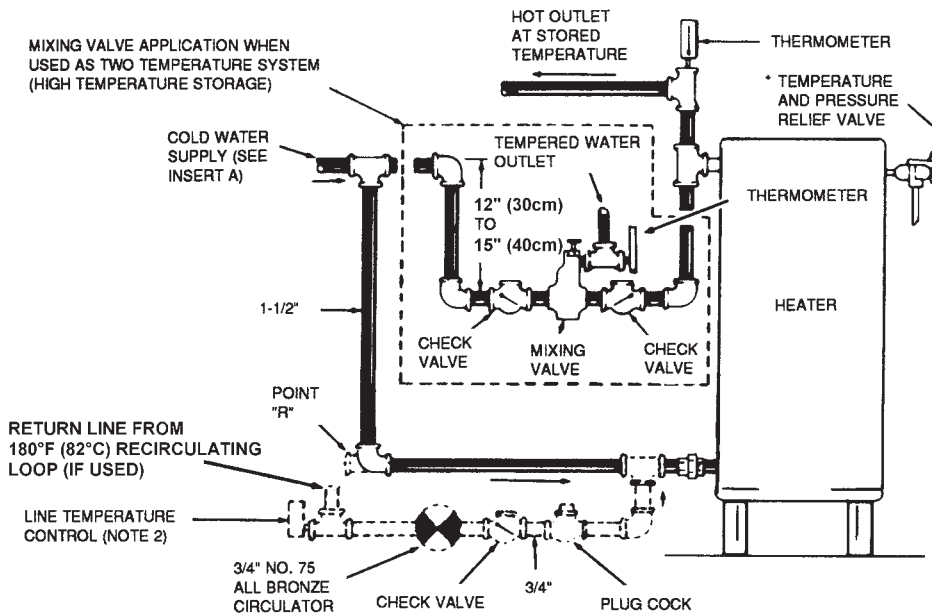 HOT OUTLET
AT STORED
TEMPERATURE
MIXING VALVE APPLICATION WHEN
USED AS TWO TEMPERATURE SYSTEM
(HIGH TEMPERATURE STORAGE)
THERMOMETER
* TEMPERATURE
AND PRESSURE
RELIEF VALVE
COLD WATER
SUPPLY (SEE
INSERT A)
TEMPERED WATER
OUTLET
12" (30cm)
TO
15" (40cm)
THERMOMETER
1-1/2"
CHECK
VALVE
MIXING
VALVE
CHECK
VALVE
HEATER
POINT
"R"
RETURN LINE FROM
180°F (82°C) RECIRCULATING
LOOP (IF USED)
LINE TEMPERATURE
CONTROL (NOTE 2)
3/4" NO. 75
ALL BRONZE
CIRCULATOR
CHECK VALVE
3/4"
PLUG COCK